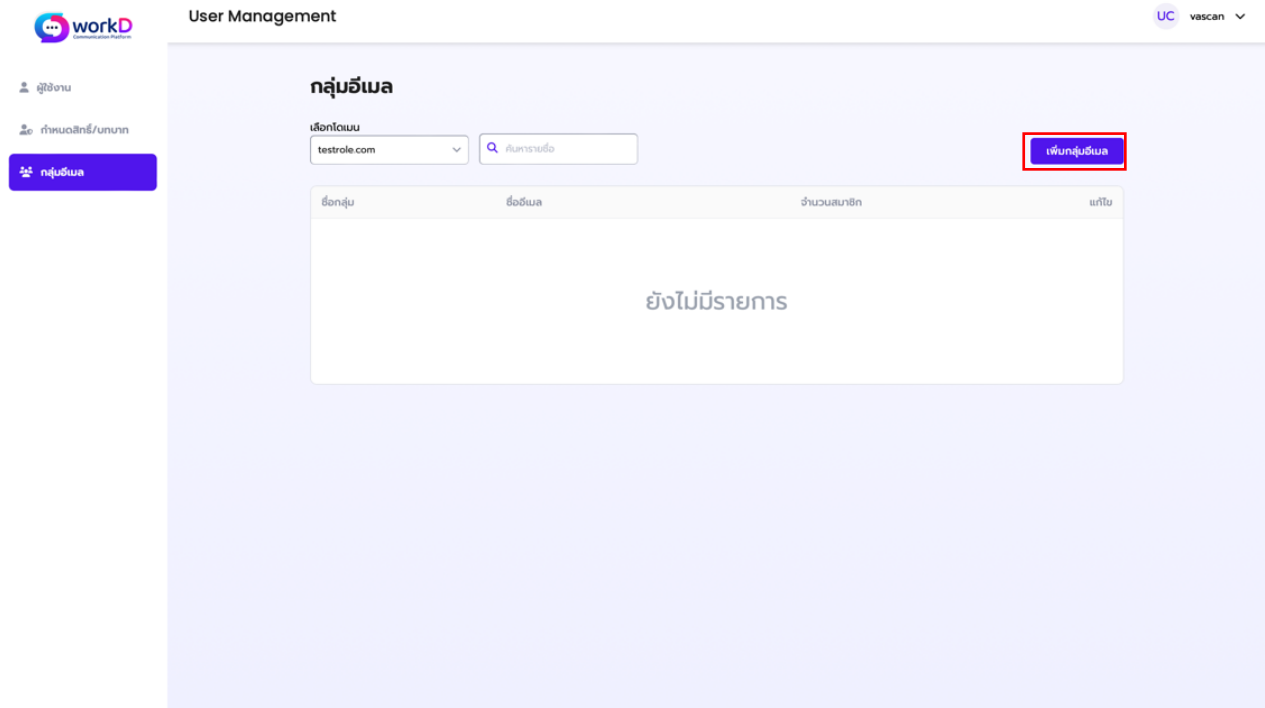 workD
Communication Platform
User Management
UC vascan
ผู้ใช้งาน
กำหนดสิทธิ์/บทบาท
กลุ่มอีเมล
กลุ่มอีเมล
เลือกโดเมน
testrole.com
ค้นหารายชื่อ
เพิ่มกลุ่มอีเมล
ชื่อกลุ่ม ชื่ออีเมล จำนวนสมาชิก แก้ไข
ยังไม่มีรายการ